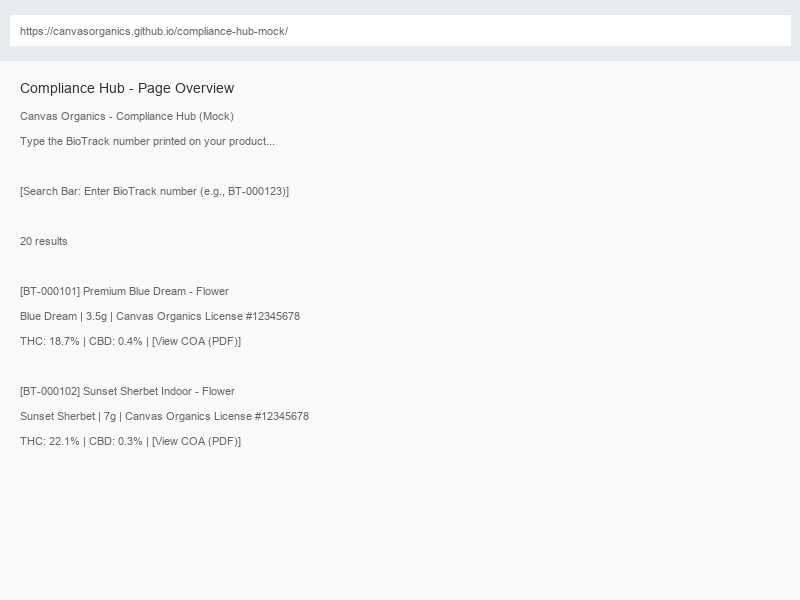 https://canvasorganics.github.io/compliance-hub-mock/
Compliance Hub - Page Overview
Canvas Organics - Compliance Hub (Mock)
Type the BioTrack number printed on your product...
[Search Bar: Enter BioTrack number (e.g., BT-000123)]
20 results
[BT-000101] Premium Blue Dream - Flower
Blue Dream | 3.5g | Canvas Organics License #12345678
THC: 18.7% | CBD: 0.4% | [View COA (PDF)]
[BT-000102] Sunset Sherbet Indoor - Flower
Sunset Sherbet | 7g | Canvas Organics License #12345678
THC: 22.1% | CBD: 0.3% | [View COA (PDF)]